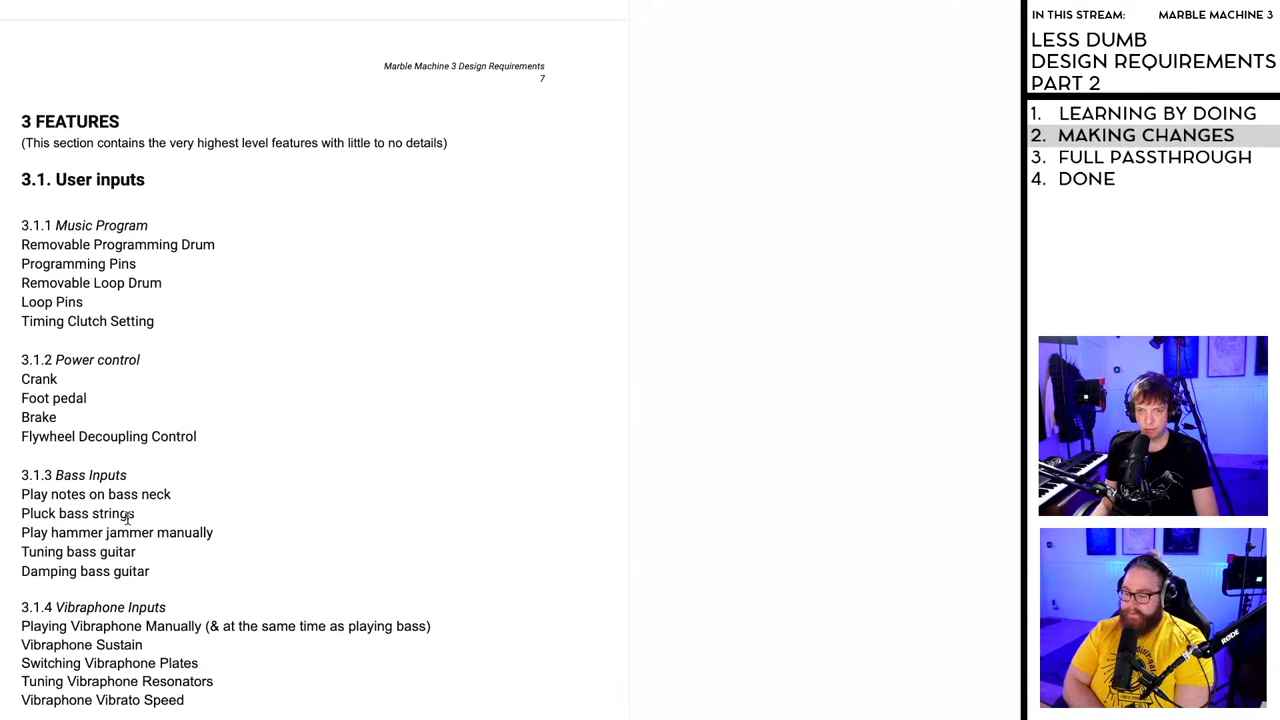 Marble Machine 3 Design Requirements
7
3 FEATURES
(This section contains the very highest level features with little to no details)
3.1. User inputs
3.1.1 Music Program
Removable Programming Drum
Programming Pins
Removable Loop Drum
Loop Pins
Timing Clutch Setting
3.1.2 Power control
Crank
Foot pedal
Brake
Flywheel Decoupling Control
3.1.3 Bass Inputs
Play notes on bass neck
Pluck bass strings
Play hammer jammer manually
Tuning bass guitar
Damping bass guitar
3.1.4 Vibraphone Inputs
Playing Vibraphone Manually (& at the same time as playing bass)
Vibraphone Sustain
Switching Vibraphone Plates
Tuning Vibraphone Resonators
Vibraphone Vibrato Speed
IN THIS STREAM: MARBLE MACHINE 3
LESS DUMB
DESIGN REQUIREMENTS
PART 2
1. LEARNING BY DOING
2. MAKING CHANGES
3. FULL PASSTHROUGH
4. DONE
RØDE